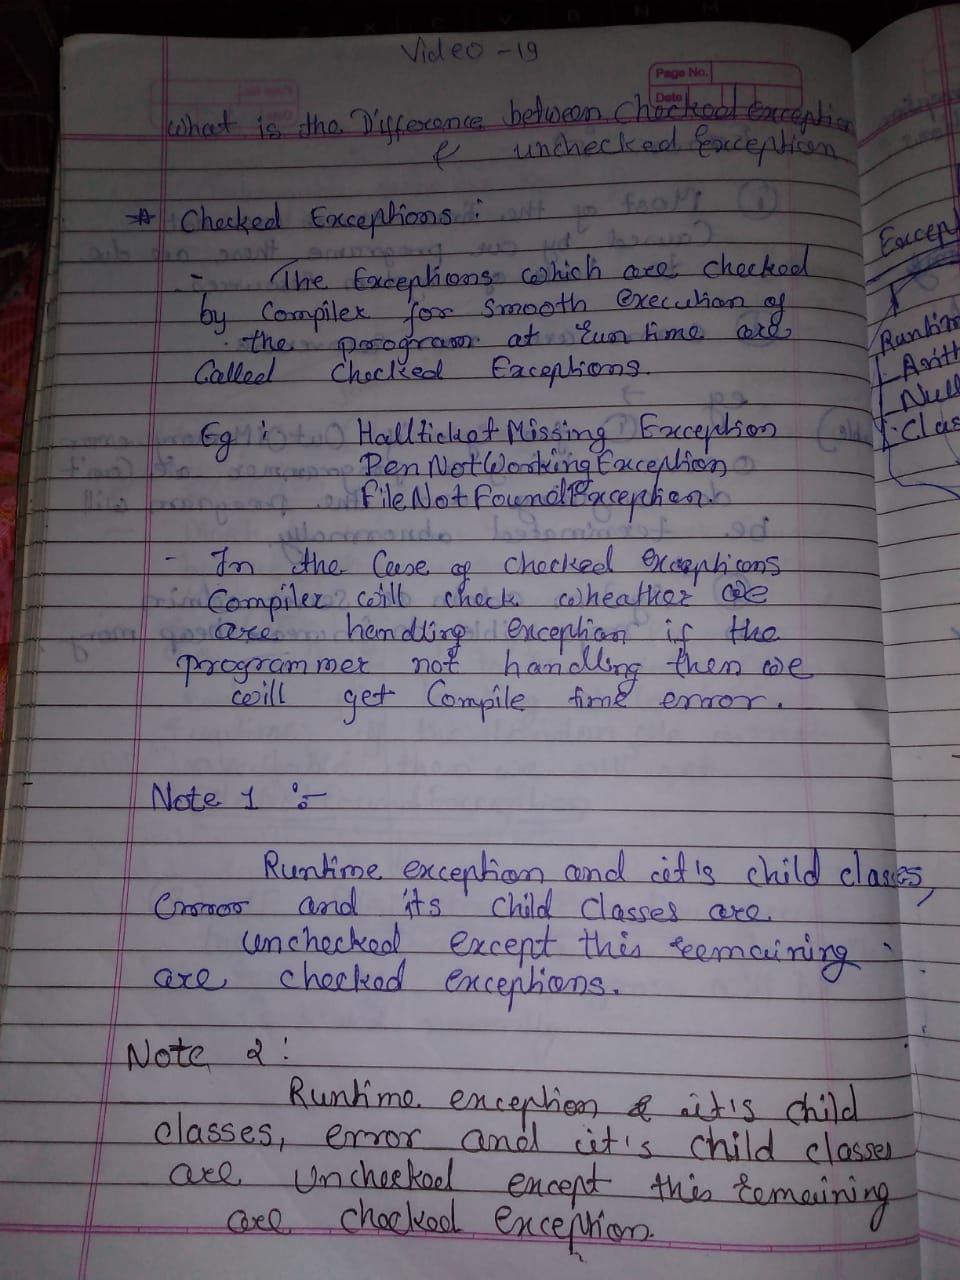 Video - 19
Page No.
Date
What is the Difference between Checked Exception
& unchecked Exception
* Checked Exceptions :
- The Exceptions which are checked
by Compiler for smooth execution of
the program at run time are
Called Checked Exceptions.
Eg : HallticketMissing Exception
PenNotWorkingException
FileNotFoundException.
- In the Case of checked exceptions
Compiler will check wheather we
are handling exception if the
programmer not handling then we
will get Compile time error.
Note 1 :-
Runtime exception and it's child classes,
Error and its child classes are
unchecked except this remaining
are checked exceptions.
Note 2 :
Runtime exception & it's child
classes, error and it's child classes
are unchecked except this remaining
are checked exception.
Except
Runtim
Arith
Null
Clas